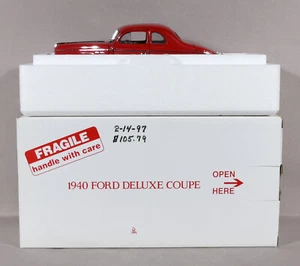 2-14-97
$105.79
FRAGILE
handle with care
1940 FORD DELUXE COUPE
OPEN
HERE